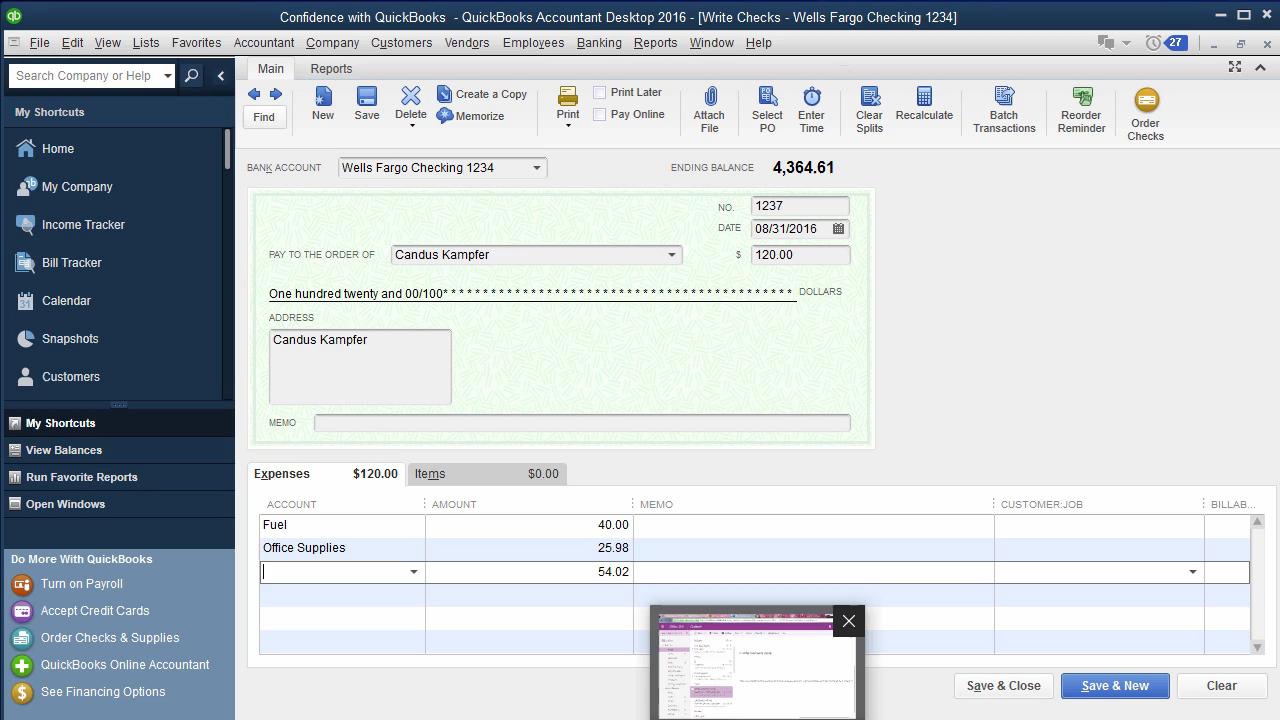 Confidence with QuickBooks - QuickBooks Accountant Desktop 2016 - [Write Checks - Wells Fargo Checking 1234]
File Edit View Lists Favorites Accountant Company Customers Vendors Employees Banking Reports Window Help 27
Search Company or Help
Main Reports
My Shortcuts
Home
My Company
Income Tracker
Bill Tracker
Calendar
Snapshots
Customers
My Shortcuts
View Balances
Run Favorite Reports
Open Windows
Do More With QuickBooks
Turn on Payroll
Accept Credit Cards
Order Checks & Supplies
QuickBooks Online Accountant
See Financing Options
Find
New
Save
Delete
Create a Copy
Memorize
Print
Print Later
Pay Online
Attach
File
Select
PO
Enter
Time
Clear
Splits
Recalculate
Batch
Transactions
Reorder
Reminder
Order
Checks
BANK ACCOUNT Wells Fargo Checking 1234 ENDING BALANCE 4,364.61
NO. 1237
DATE 08/31/2016
PAY TO THE ORDER OF Candus Kampfer $ 120.00
One hundred twenty and 00/100* * * * * * * * * * * * * * * * * * * * * * * * * * * * * * * * * * * * * * * * * * * * DOLLARS
ADDRESS
Candus Kampfer
MEMO
Expenses $120.00 Items $0.00
ACCOUNT AMOUNT MEMO CUSTOMER:JOB BILLAB...
Fuel 40.00
Office Supplies 25.98
54.02
Save & Close Save & New Clear